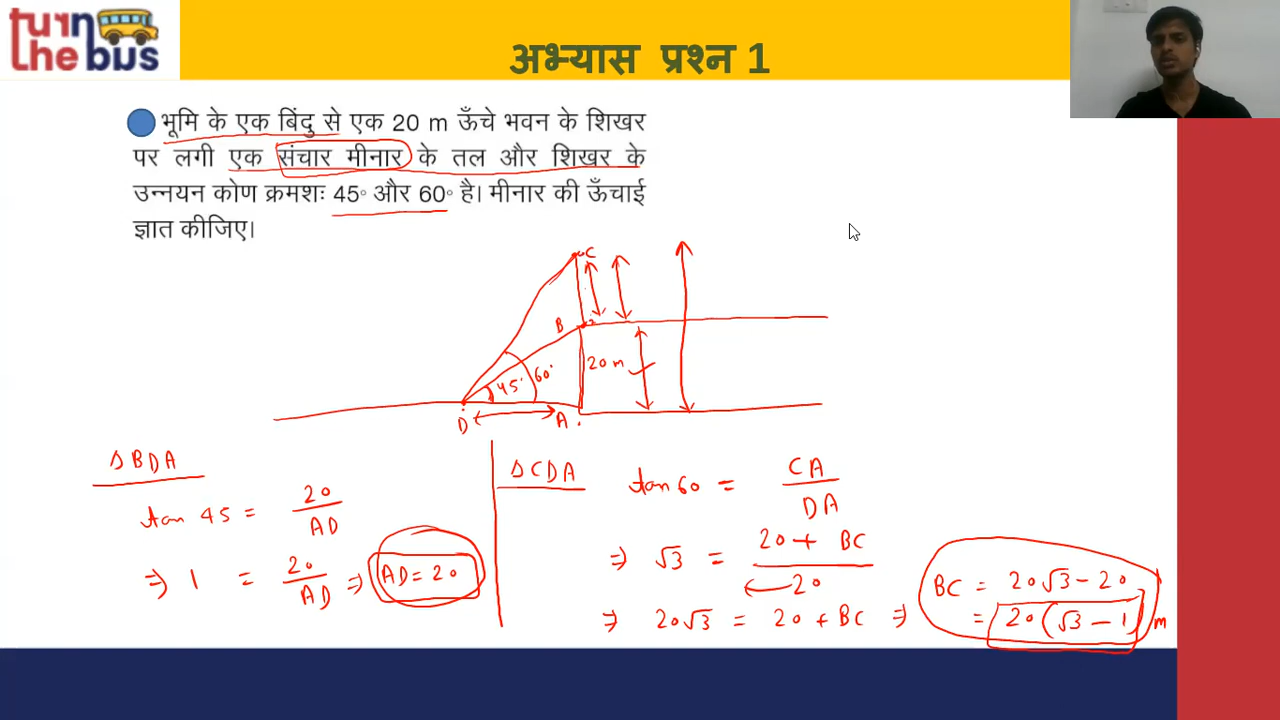 turn
the bus
अभ्यास प्रश्न 1
भूमि के एक बिंदु से एक 20 m ऊँचे भवन के शिखर
पर लगी एक संचार मीनार के तल और शिखर के
उन्नयन कोण क्रमशः 45° और 60° है। मीनार की ऊँचाई
ज्ञात कीजिए।
C
B
20 m
45° 60°
D A
ΔBDA
tan 45 = 20/AD
⇒ 1 = 20/AD ⇒ AD = 20
ΔCDA
tan 60 = CA/DA
⇒ √3 = 20 + BC/20
⇒ 20√3 = 20 + BC ⇒
BC = 20√3 - 20
= 20(√3 - 1) m